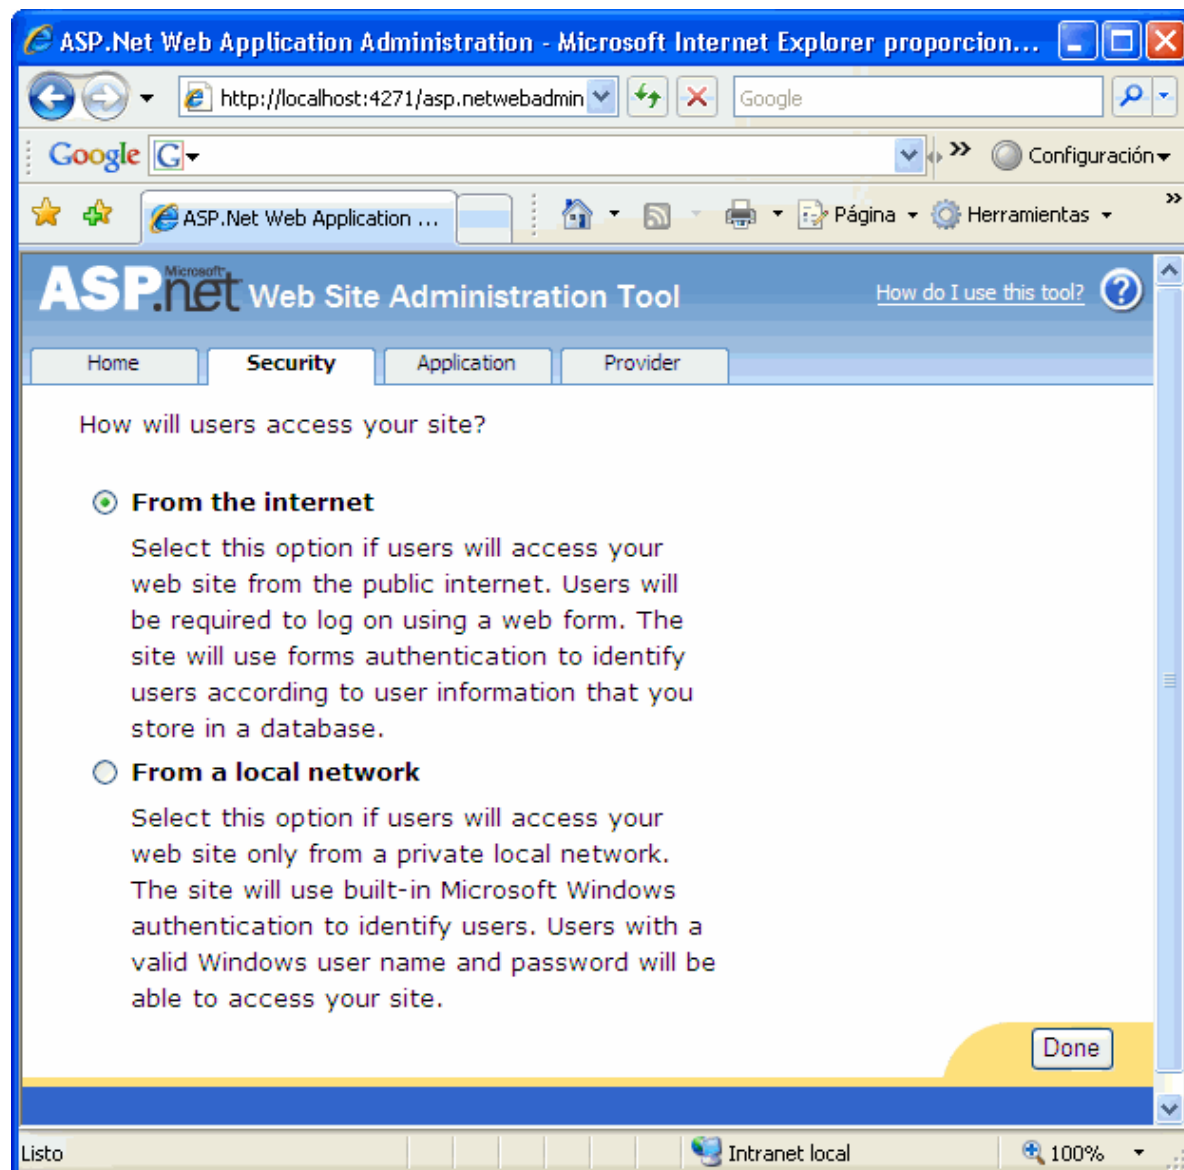 ASP.Net Web Application Administration - Microsoft Internet Explorer proporcion...
http://localhost:4271/asp.netwebadmin
Google
Google G
Configuración
ASP.Net Web Application ...
Página
Herramientas
Microsoft
ASP.net Web Site Administration Tool
How do I use this tool?
Home
Security
Application
Provider
How will users access your site?
From the internet
Select this option if users will access your
web site from the public internet. Users will
be required to log on using a web form. The
site will use forms authentication to identify
users according to user information that you
store in a database.
From a local network
Select this option if users will access your
web site only from a private local network.
The site will use built-in Microsoft Windows
authentication to identify users. Users with a
valid Windows user name and password will be
able to access your site.
Done
Listo
Intranet local
100%